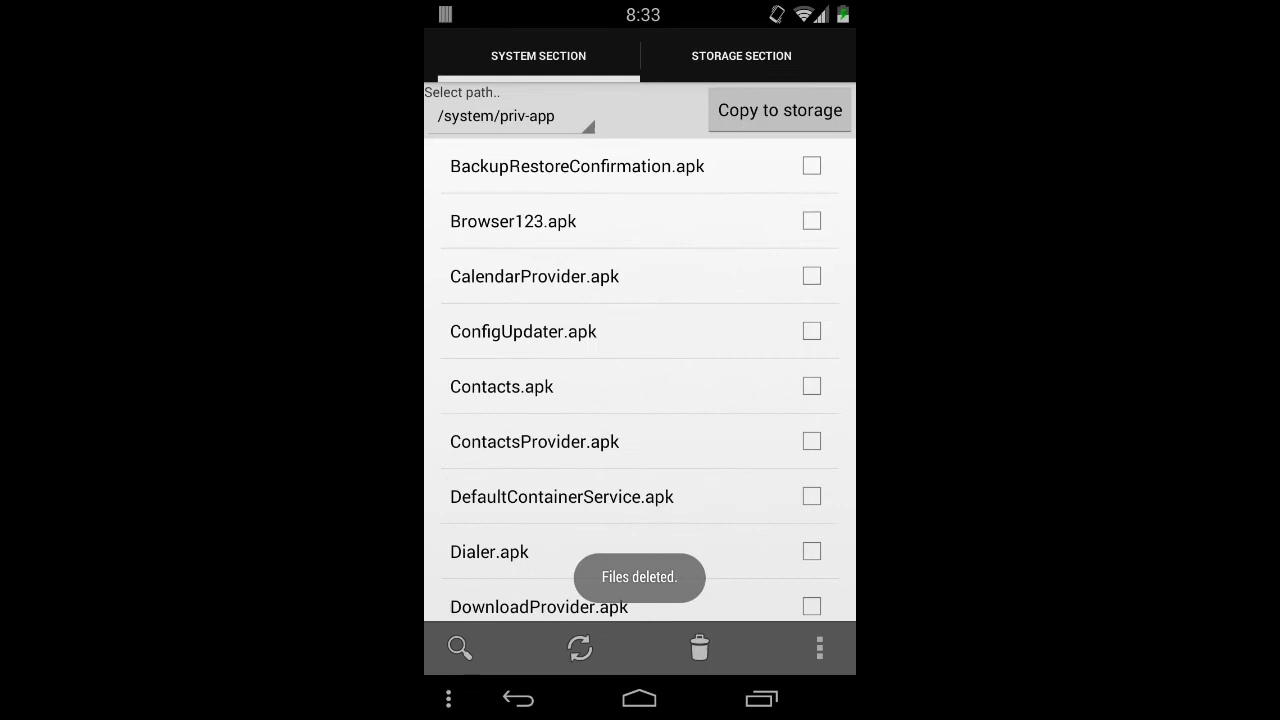 8:33
SYSTEM SECTION
STORAGE SECTION
Select path..
/system/priv-app
Copy to storage
BackupRestoreConfirmation.apk
Browser123.apk
CalendarProvider.apk
ConfigUpdater.apk
Contacts.apk
ContactsProvider.apk
DefaultContainerService.apk
Dialer.apk
Files deleted.
DownloadProvider.apk